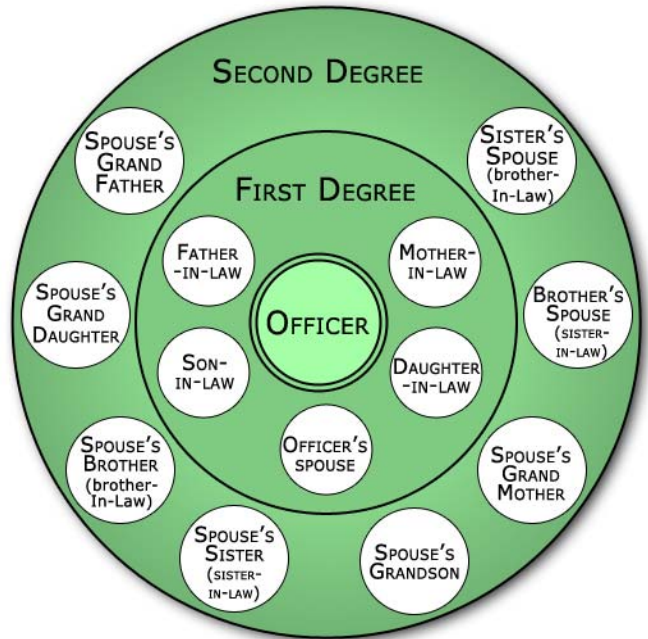 SECOND DEGREE
SPOUSE'S
GRAND
FATHER
SISTER'S
SPOUSE
(brother-
In-Law)
FIRST DEGREE
FATHER
-IN-LAW
MOTHER-
IN-LAW
SPOUSE'S
GRAND
DAUGHTER
OFFICER
BROTHER'S
SPOUSE
(SISTER-
IN-LAW)
SON-
IN-LAW
DAUGHTER
-IN-LAW
OFFICER'S
SPOUSE
SPOUSE'S
BROTHER
(brother-
In-Law)
SPOUSE'S
GRAND
MOTHER
SPOUSE'S
SISTER
(SISTER-
IN-LAW)
SPOUSE'S
GRANDSON